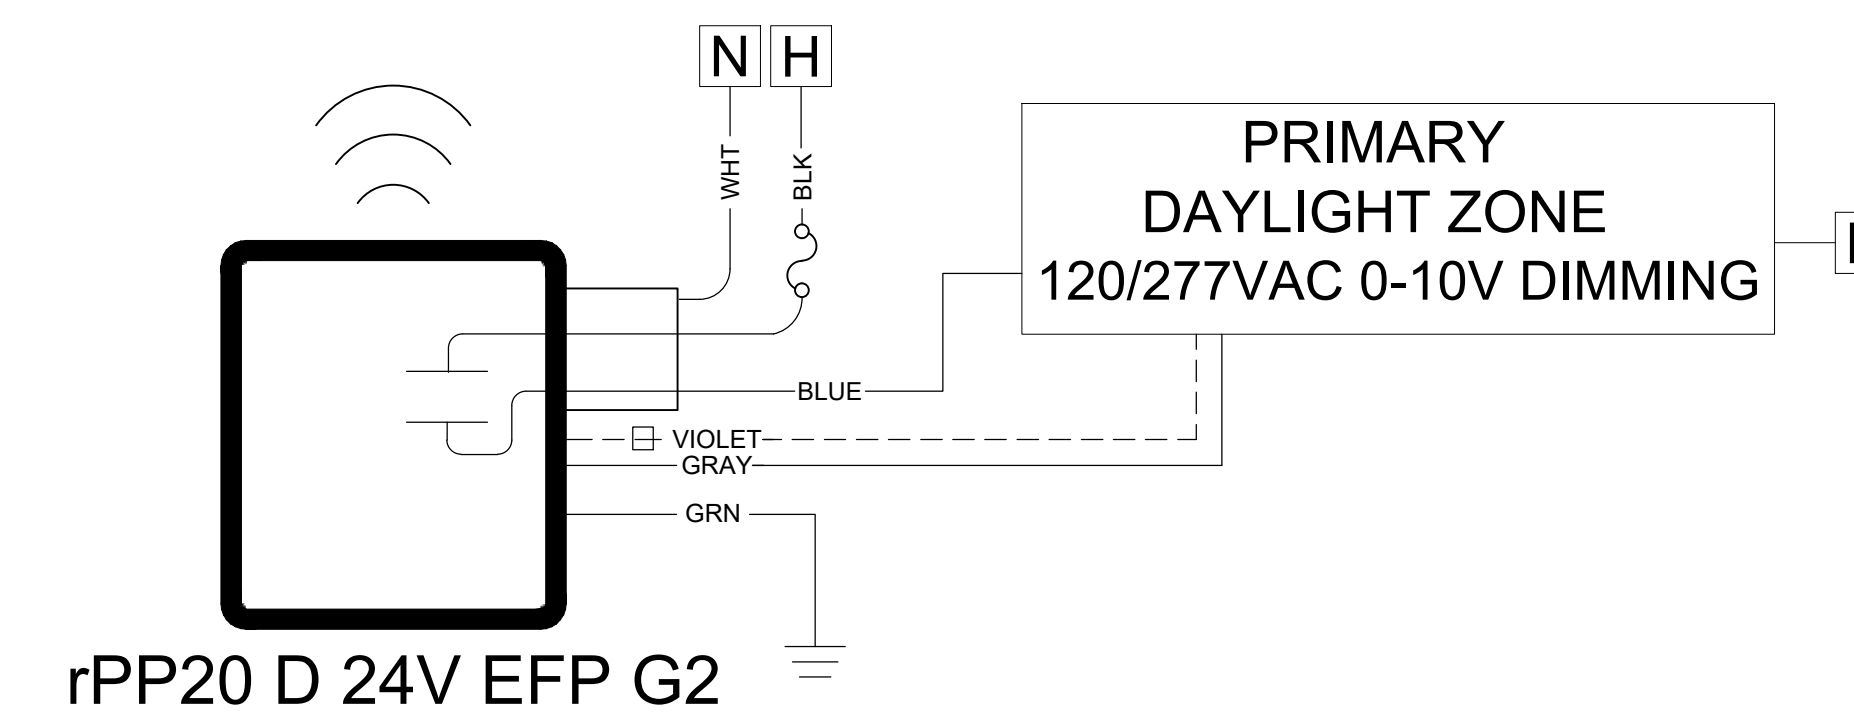 N H
WHT
BLK
PRIMARY
DAYLIGHT ZONE
120/277VAC 0-10V DIMMING
BLUE
VIOLET
GRAY
GRN
rPP20 D 24V EFP G2